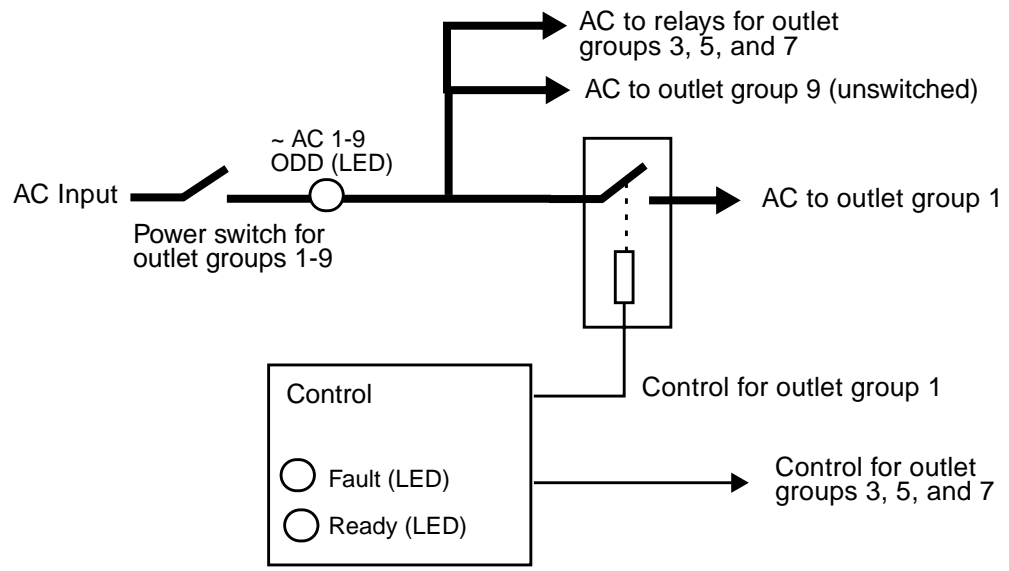 AC to relays for outlet
groups 3, 5, and 7
AC to outlet group 9 (unswitched)
~ AC 1-9
ODD (LED)
AC Input
AC to outlet group 1
Power switch for
outlet groups 1-9
Control
Control for outlet group 1
Fault (LED)
Control for outlet
groups 3, 5, and 7
Ready (LED)